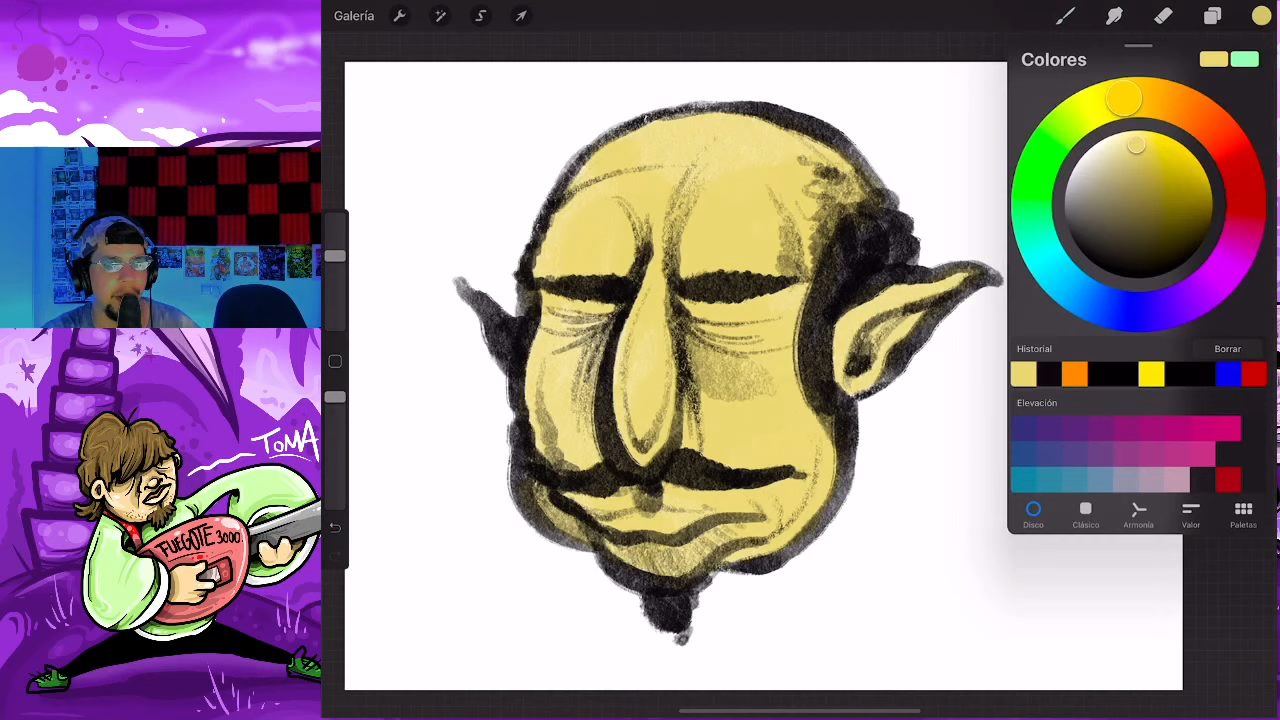 Galería
Colores
Historial
Borrar
Elevación
Disco
Clásico
Armonía
Valor
Paletas
TOMA
FUEGOTE 3000